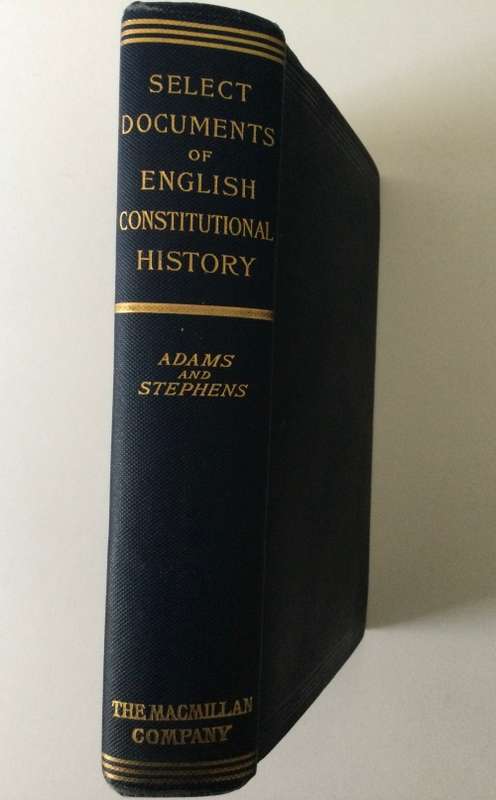 SELECT
DOCUMENTS
OF
ENGLISH
CONSTITUTIONAL
HISTORY
ADAMS
AND
STEPHENS
THE MACMILLAN
COMPANY